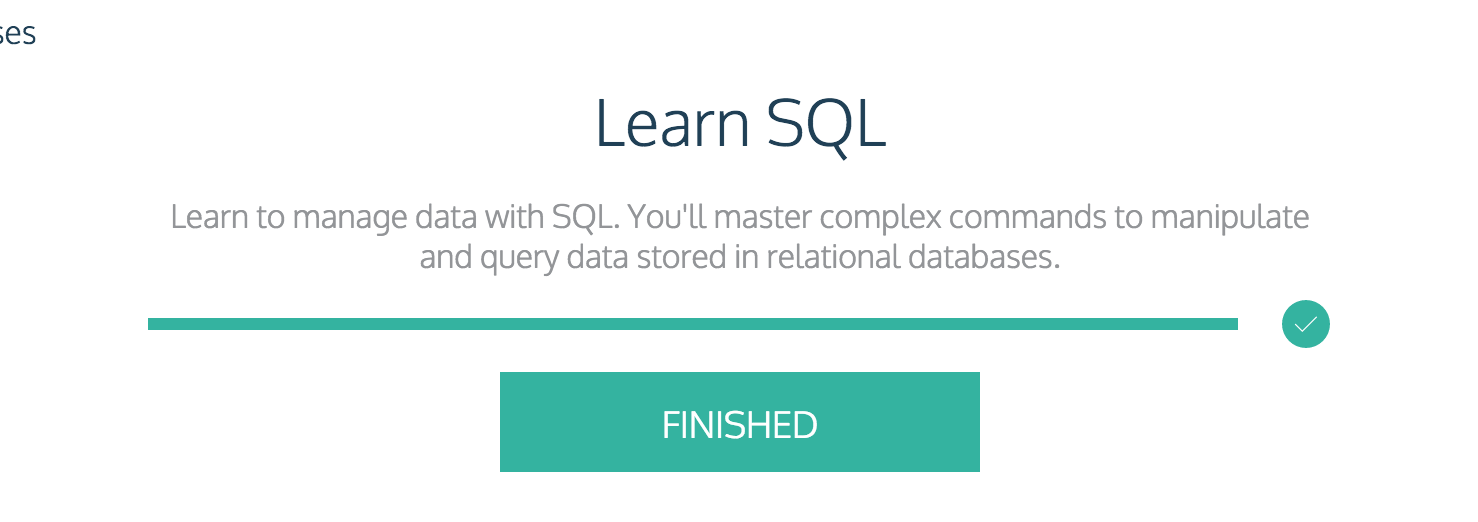 ses
Learn SQL
Learn to manage data with SQL. You'll master complex commands to manipulate
and query data stored in relational databases.
FINISHED